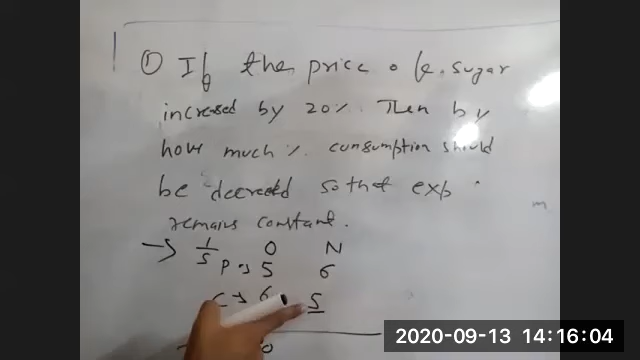 ① If the price of sugar
increased by 20%. Then by
how much % consumption should
be decreased so that exp.
remains constant.
→ 1/5 O N
P → 5 6
C → 6 5
2020-09-13 14:16:04